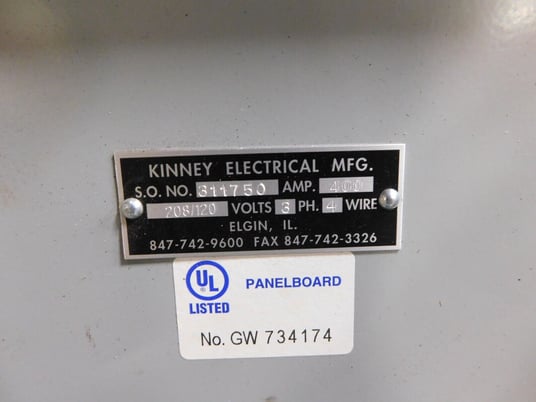 KINNEY ELECTRICAL MFG.
S.O. NO. 311750 AMP. 400
208/120 VOLTS 3 PH. 4 WIRE
ELGIN, IL.
847-742-9600 FAX 847-742-3326
UL PANELBOARD
LISTED
No. GW 734174